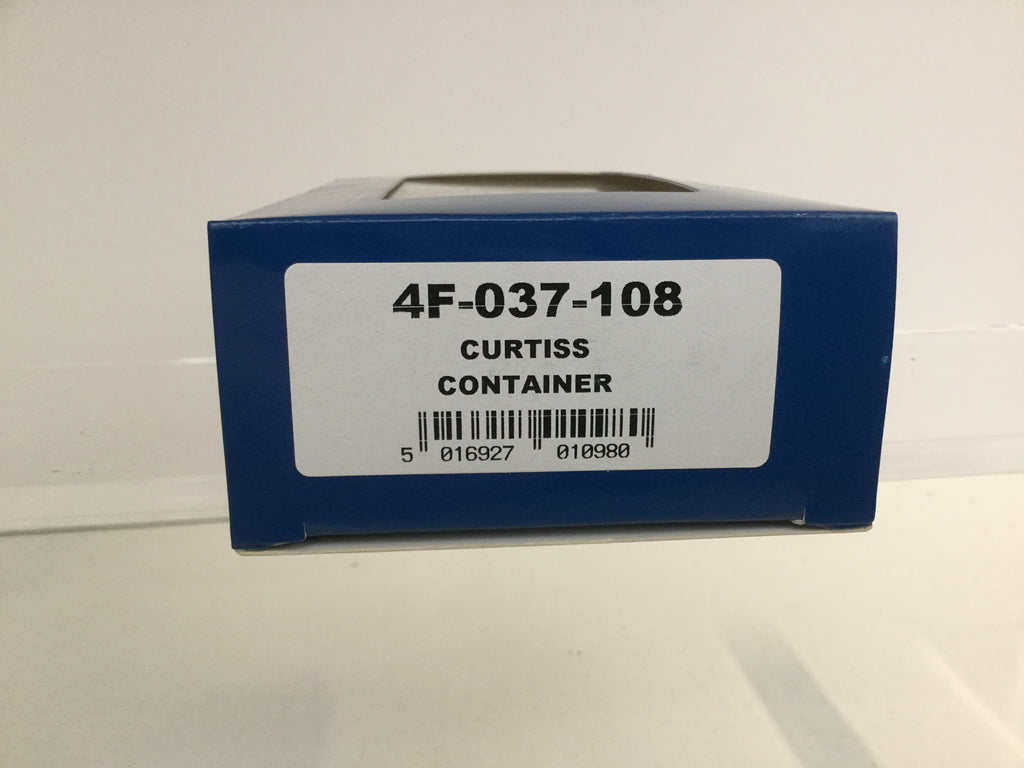 4F-037-108
CURTISS
CONTAINER
5 016927 010980